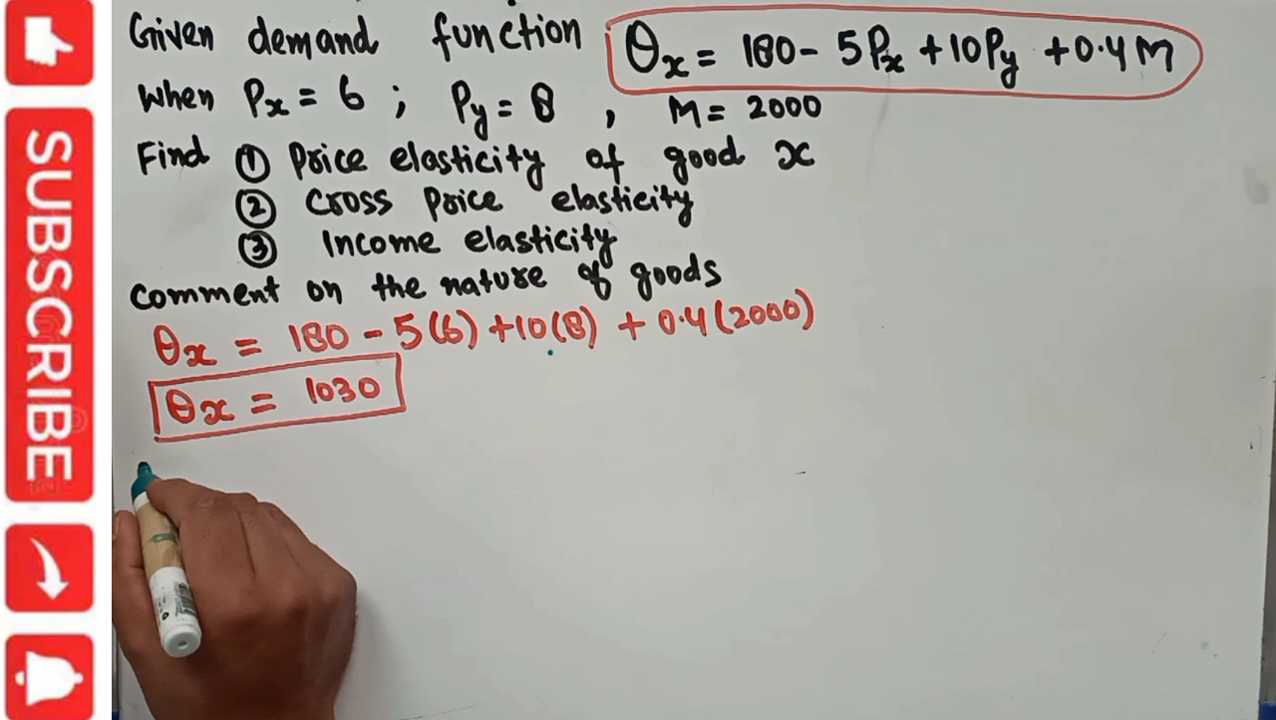 SUBSCRIBE
Given demand function Qx = 180 - 5Px + 10Py + 0.4M
when Px = 6 ; Py = 8 , M = 2000
Find ① Price elasticity of good x
② Cross Price elasticity
③ Income elasticity
Comment on the nature of goods
Qx = 180 - 5(6) + 10(8) + 0.4(2000)
Qx = 1030